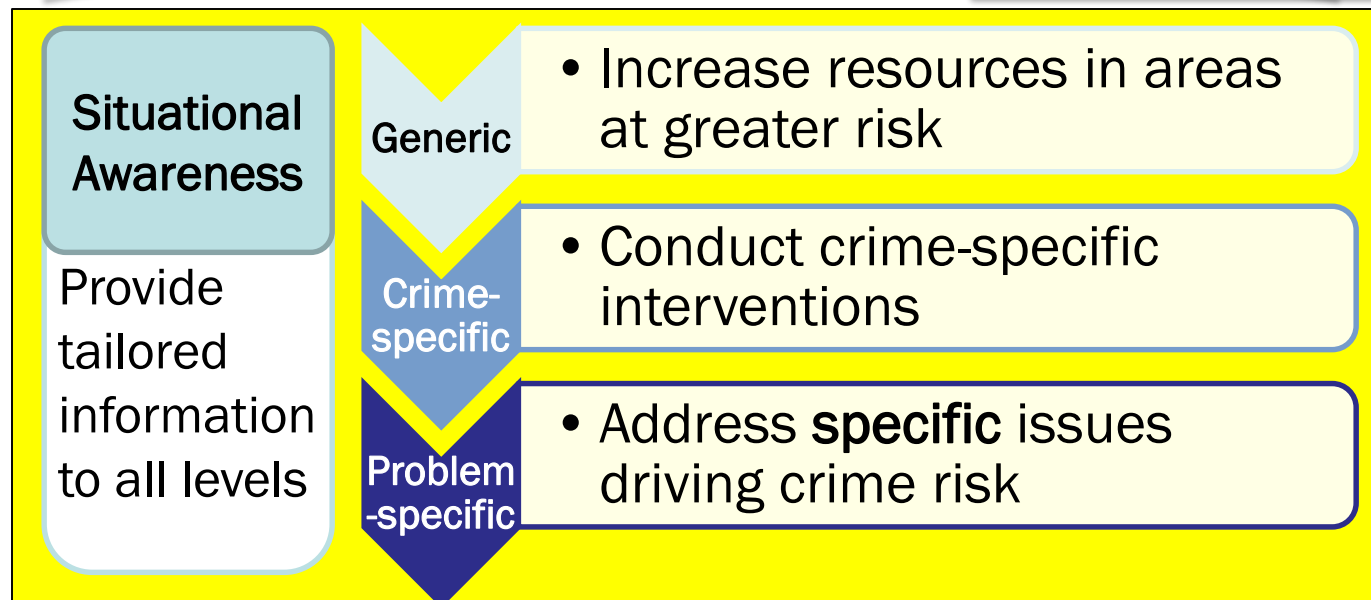 Situational
Awareness
Provide
tailored
information
to all levels
Generic
• Increase resources in areas
at greater risk
Crime-
specific
• Conduct crime-specific
interventions
Problem
-specific
• Address specific issues
driving crime risk